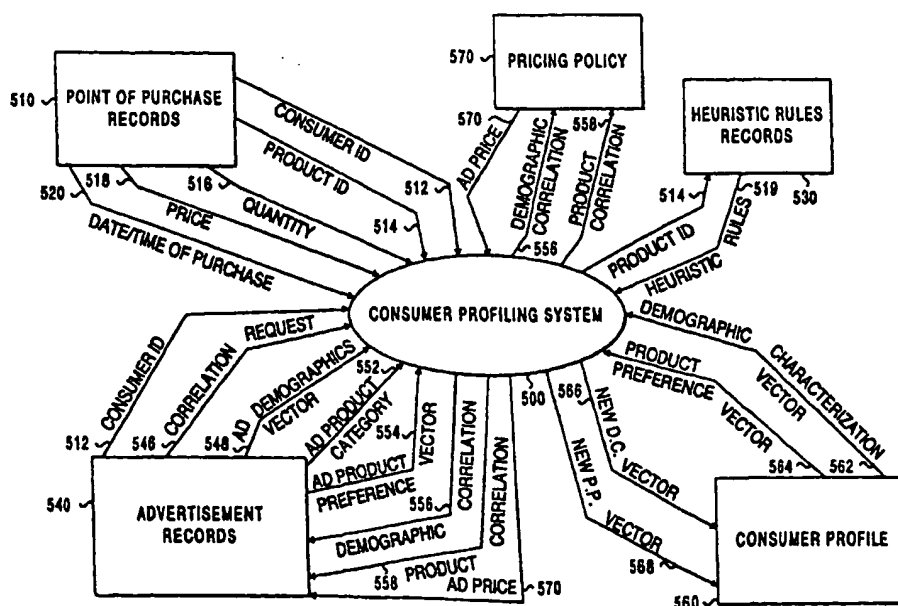 570
PRICING POLICY
510
POINT OF PURCHASE
RECORDS
HEURISTIC RULES
RECORDS
530
520
518
516
CONSUMER ID
PRODUCT ID
QUANTITY
PRICE
DATE/TIME OF PURCHASE
512
514
570
AD PRICE
DEMOGRAPHIC
CORRELATION
558
PRODUCT
CORRELATION
556
514
519
PRODUCT ID
HEURISTIC RULES
CONSUMER PROFILING SYSTEM
500
CONSUMER ID
CORRELATION REQUEST
AD DEMOGRAPHICS
VECTOR
552
AD PRODUCT
CATEGORY
554
AD PRODUCT
PREFERENCE VECTOR
512
546
548
540
ADVERTISEMENT
RECORDS
556
DEMOGRAPHIC CORRELATION
558
PRODUCT CORRELATION
AD PRICE
570
566
NEW D.C. VECTOR
NEW P.P. VECTOR
568
DEMOGRAPHIC CHARACTERIZATION
VECTOR
PRODUCT
PREFERENCE VECTOR
564
562
CONSUMER PROFILE
560